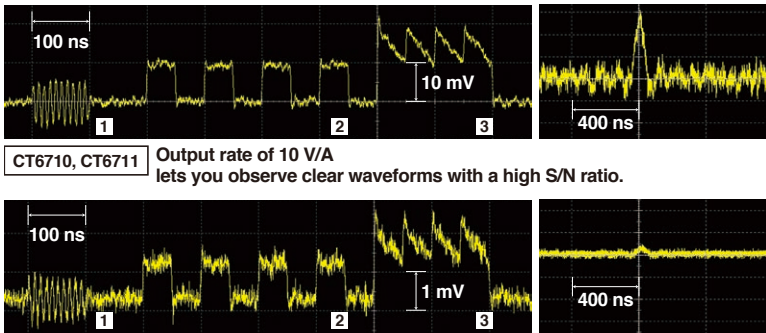 100 ns
10 mV
1
2
3
400 ns
CT6710, CT6711
Output rate of 10 V/A
lets you observe clear waveforms with a high S/N ratio.
100 ns
1 mV
1
2
3
400 ns